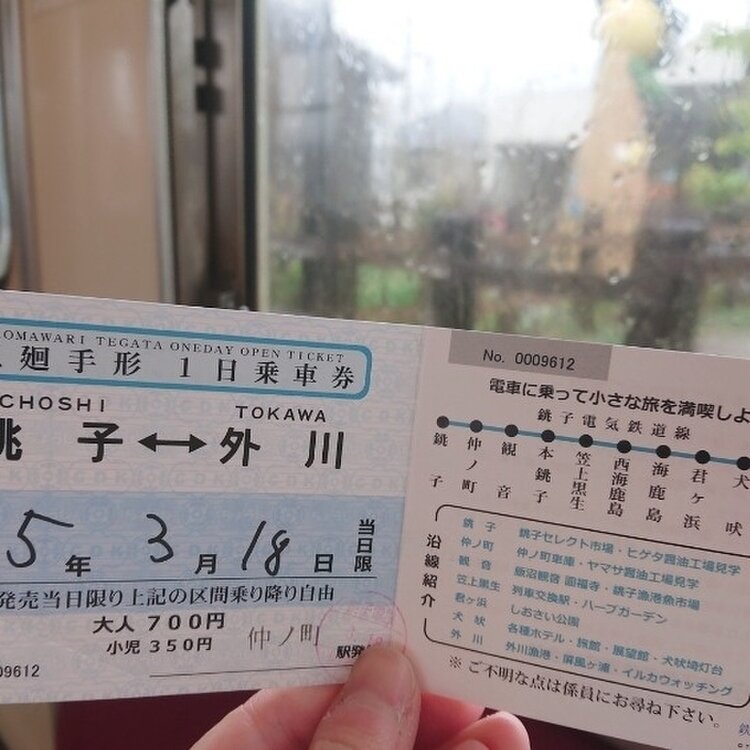 OMAWARI TEGATA ONEDAY OPEN TICKET
廻手形 1日乗車券
CHOSHI TOKAWA
銚子↔外川
5年3月18日
当日限
発売当日限り上記の区間乗り降り自由
大人 700円
小児 350円
仲ノ町
駅発
09612
No. 0009612
電車に乗って小さな旅を満喫しよ
銚子電気鉄道線
銚子
仲ノ町
観音
本銚子
笠上黒生
西海鹿島
海鹿島
君ヶ浜
犬吠
沿線紹介
銚子 銚子セレクト市場・ヒゲタ醤油工場見学
仲ノ町 仲ノ町車庫・ヤマサ醤油工場見学
観音 飯沼観音 圓福寺・銚子漁港魚市場
笠上黒生 列車交換駅・ハーブガーデン
君ヶ浜 しおさい公園
犬吠 各種ホテル・旅館・展望館・犬吠埼灯台
外川 外川漁港・屏風ヶ浦・イルカウォッチング
※ ご不明な点は係員にお尋ね下さい。